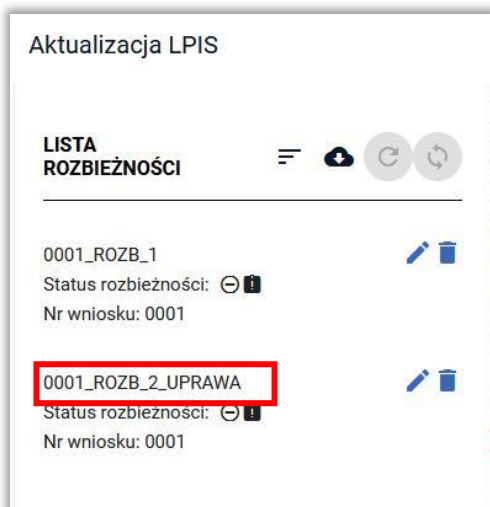 Aktualizacja LPIS
LISTA
ROZBIEŻNOŚCI
0001_ROZB_1
Status rozbieżności:
Nr wniosku: 0001
0001_ROZB_2_UPRAWA
Status rozbieżności:
Nr wniosku: 0001